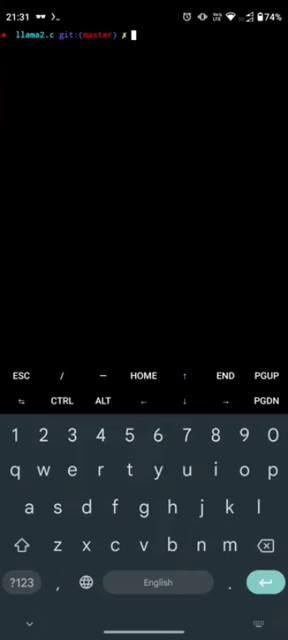 21:31 74%
➜ llama2.c git:(master) ✗
ESC / — HOME ↑ END PGUP
⇆ CTRL ALT ← ↓ → PGDN
1 2 3 4 5 6 7 8 9 0
q w e r t y u i o p
a s d f g h j k l
z x c v b n m
?123 , English .